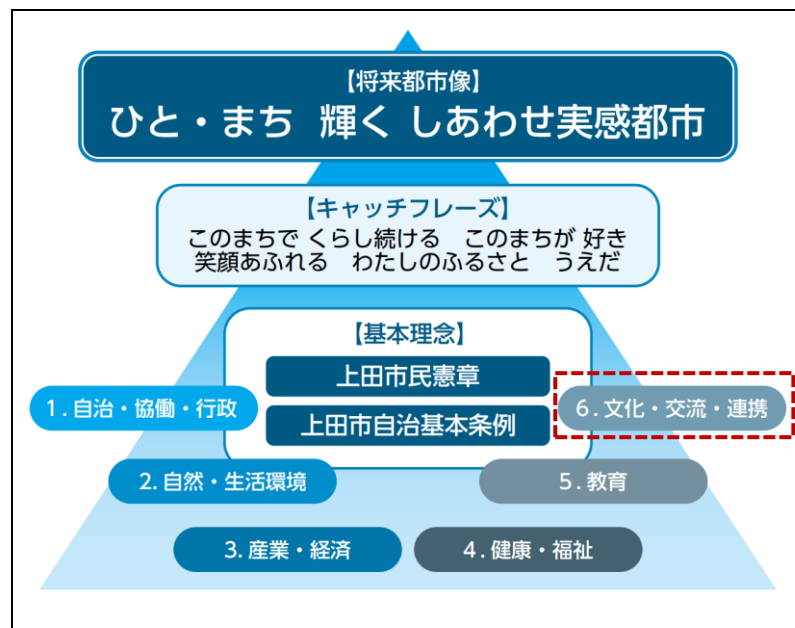 【将来都市像】
ひと・まち 輝く しあわせ実感都市
【キャッチフレーズ】
このまちで くらし続ける このまちが 好き
笑顔あふれる わたしのふるさと うえだ
【基本理念】
上田市民憲章
上田市自治基本条例
1.自治・協働・行政
2.自然・生活環境
3.産業・経済
4.健康・福祉
5.教育
6.文化・交流・連携